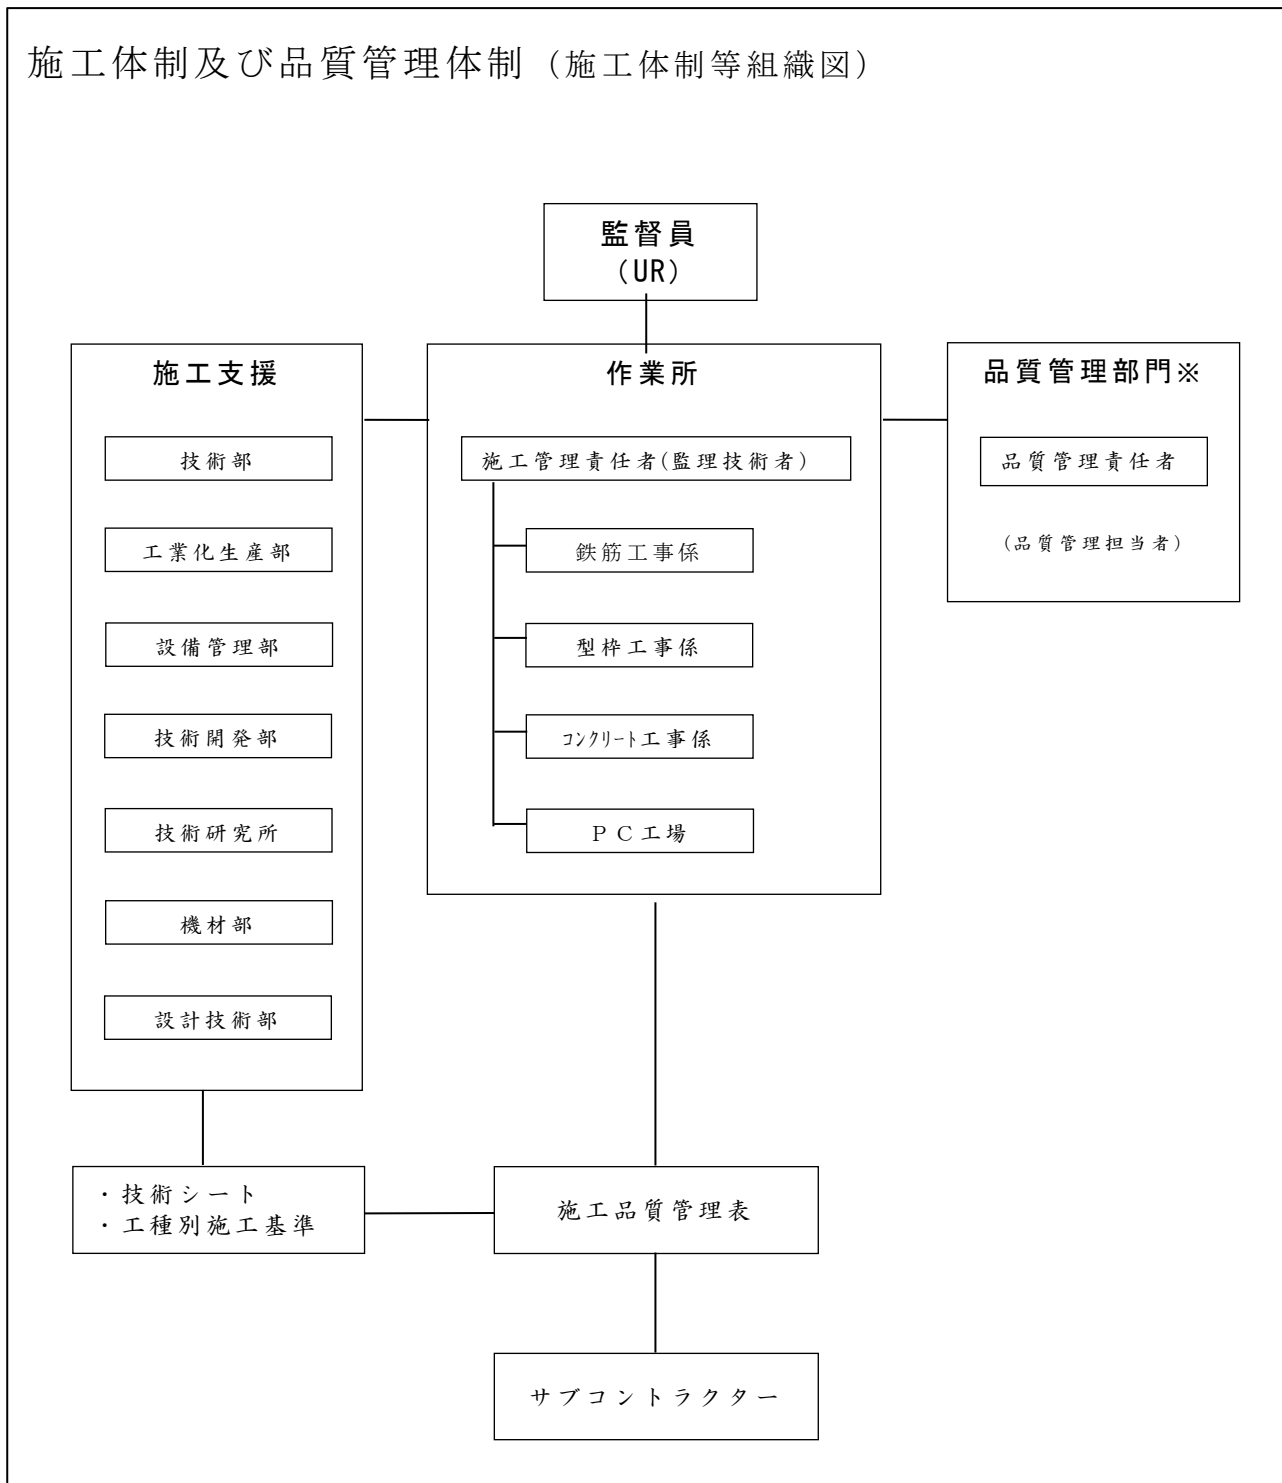 施工体制及び品質管理体制（施工体制等組織図）
監督員
（UR）
施工支援
技術部
工業化生産部
設備管理部
技術開発部
技術研究所
機材部
設計技術部
作業所
施工管理責任者(監理技術者)
鉄筋工事係
型枠工事係
ｺﾝｸﾘｰﾄ工事係
ＰＣ工場
品質管理部門※
品質管理責任者
(品質管理担当者)
・技術シート
・工種別施工基準
施工品質管理表
サブコントラクター